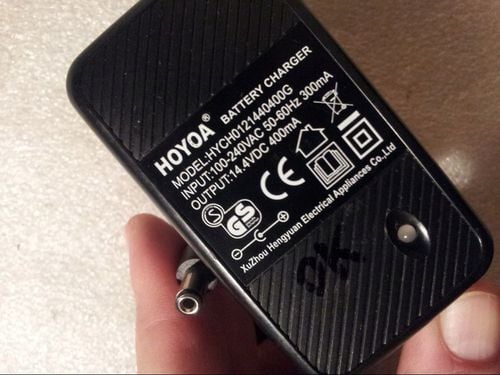 HOYOA® BATTERY CHARGER
MODEL:HYCH0121440400G
INPUT:100-240VAC 50-60Hz 300mA
OUTPUT:14.4VDC 400mA
CE
S GS
XuZhou Hengyuan Electrical Appliances Co.,Ltd